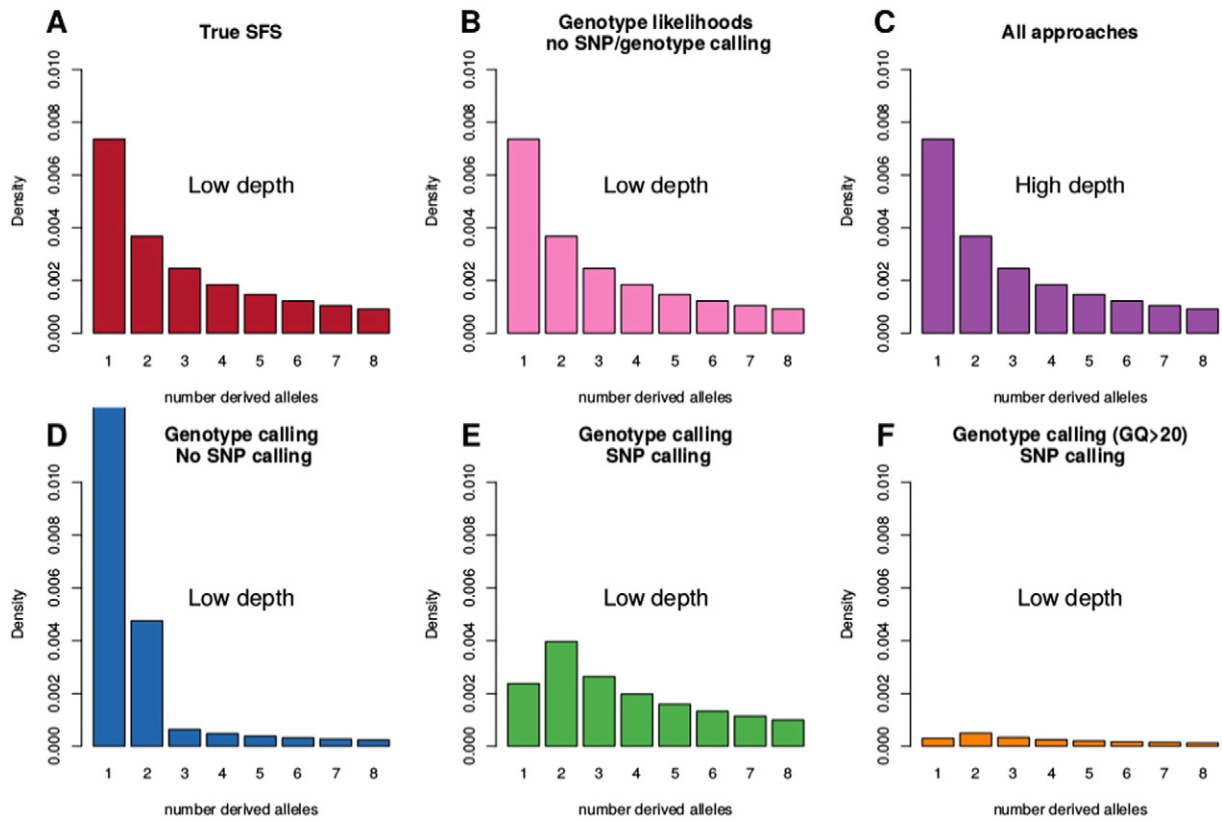 A
True SFS
Density
0.000 0.002 0.004 0.006 0.008 0.010
Low depth
1 2 3 4 5 6 7 8
number derived alleles
B
Genotype likelihoods
no SNP/genotype calling
Density
0.000 0.002 0.004 0.006 0.008 0.010
Low depth
1 2 3 4 5 6 7 8
number derived alleles
C
All approaches
Density
0.000 0.002 0.004 0.006 0.008 0.010
High depth
1 2 3 4 5 6 7 8
number derived alleles
D
Genotype calling
No SNP calling
Density
0.000 0.002 0.004 0.006 0.008 0.010
Low depth
1 2 3 4 5 6 7 8
number derived alleles
E
Genotype calling
SNP calling
Density
0.000 0.002 0.004 0.006 0.008 0.010
Low depth
1 2 3 4 5 6 7 8
number derived alleles
F
Genotype calling (GQ>20)
SNP calling
Density
0.000 0.002 0.004 0.006 0.008 0.010
Low depth
1 2 3 4 5 6 7 8
number derived alleles